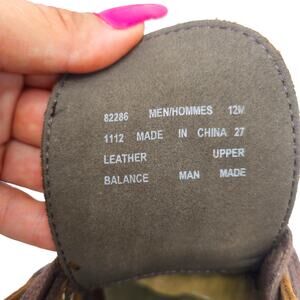 82286 MEN/HOMMES 12M
1112 MADE IN CHINA 27
LEATHER UPPER
BALANCE MAN MADE